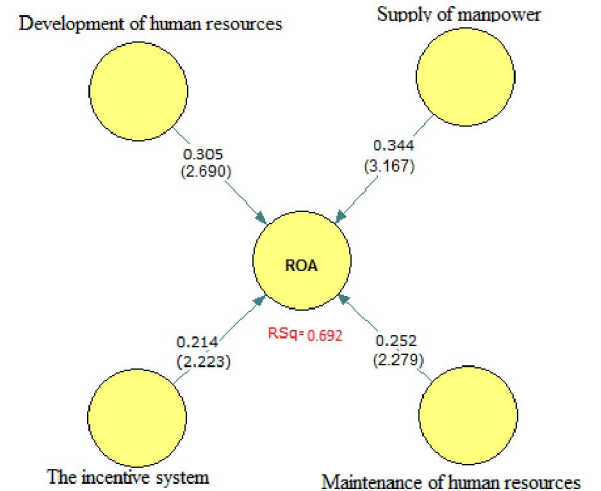 Development of human resources
Supply of manpower
0.305
(2.690)
0.344
(3.167)
ROA
RSq= 0.692
0.214
(2.223)
0.252
(2.279)
The incentive system
Maintenance of human resources